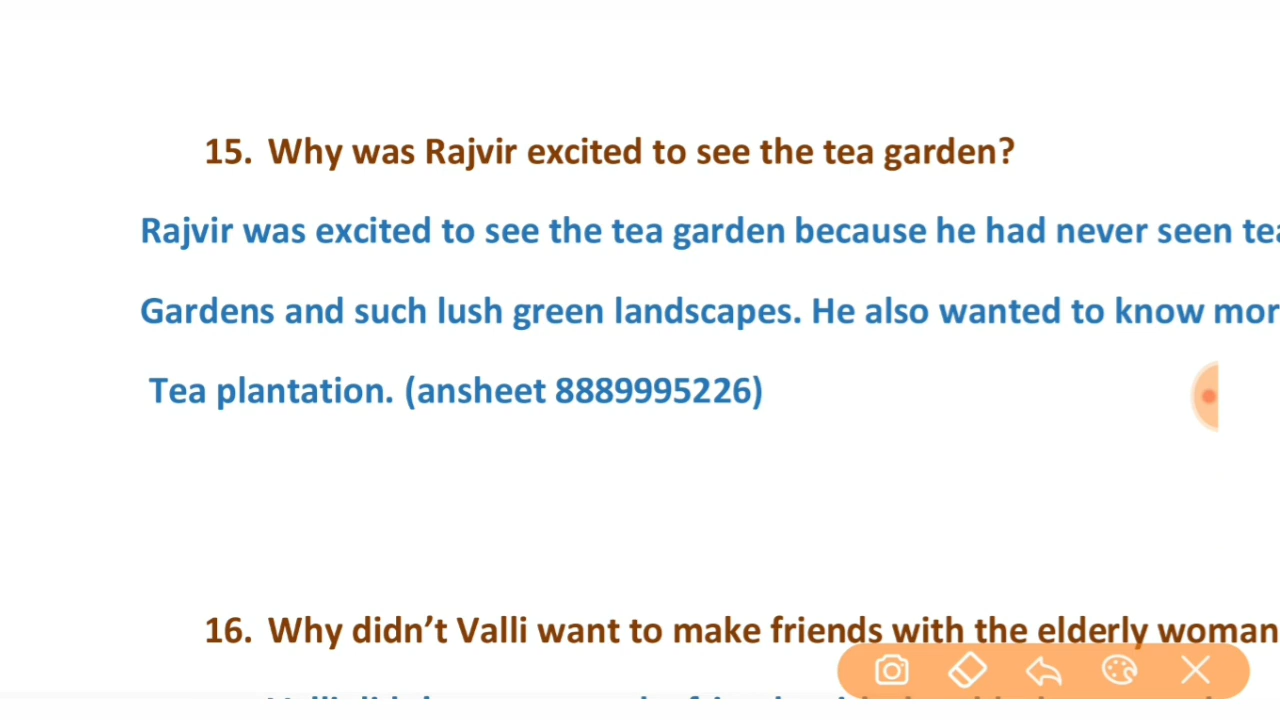 15. Why was Rajvir excited to see the tea garden?
Rajvir was excited to see the tea garden because he had never seen tea
Gardens and such lush green landscapes. He also wanted to know mor
Tea plantation. (ansheet 8889995226)
16. Why didn't Valli want to make friends with the elderly woman